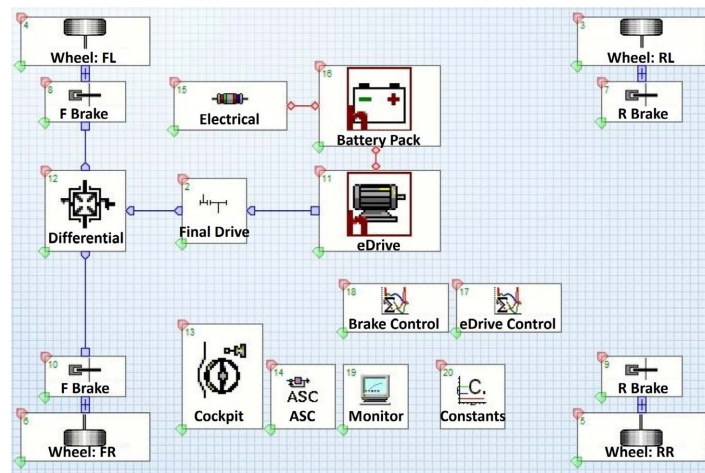 4
Wheel: FL
3
Wheel: RL
8
F Brake
15
Electrical
16
Battery Pack
7
R Brake
12
Differential
2
Final Drive
11
eDrive
18
Brake Control
17
eDrive Control
13
Cockpit
14
ASC
ASC
19
Monitor
20
C.
Constants
10
F Brake
9
R Brake
6
Wheel: FR
5
Wheel: RR